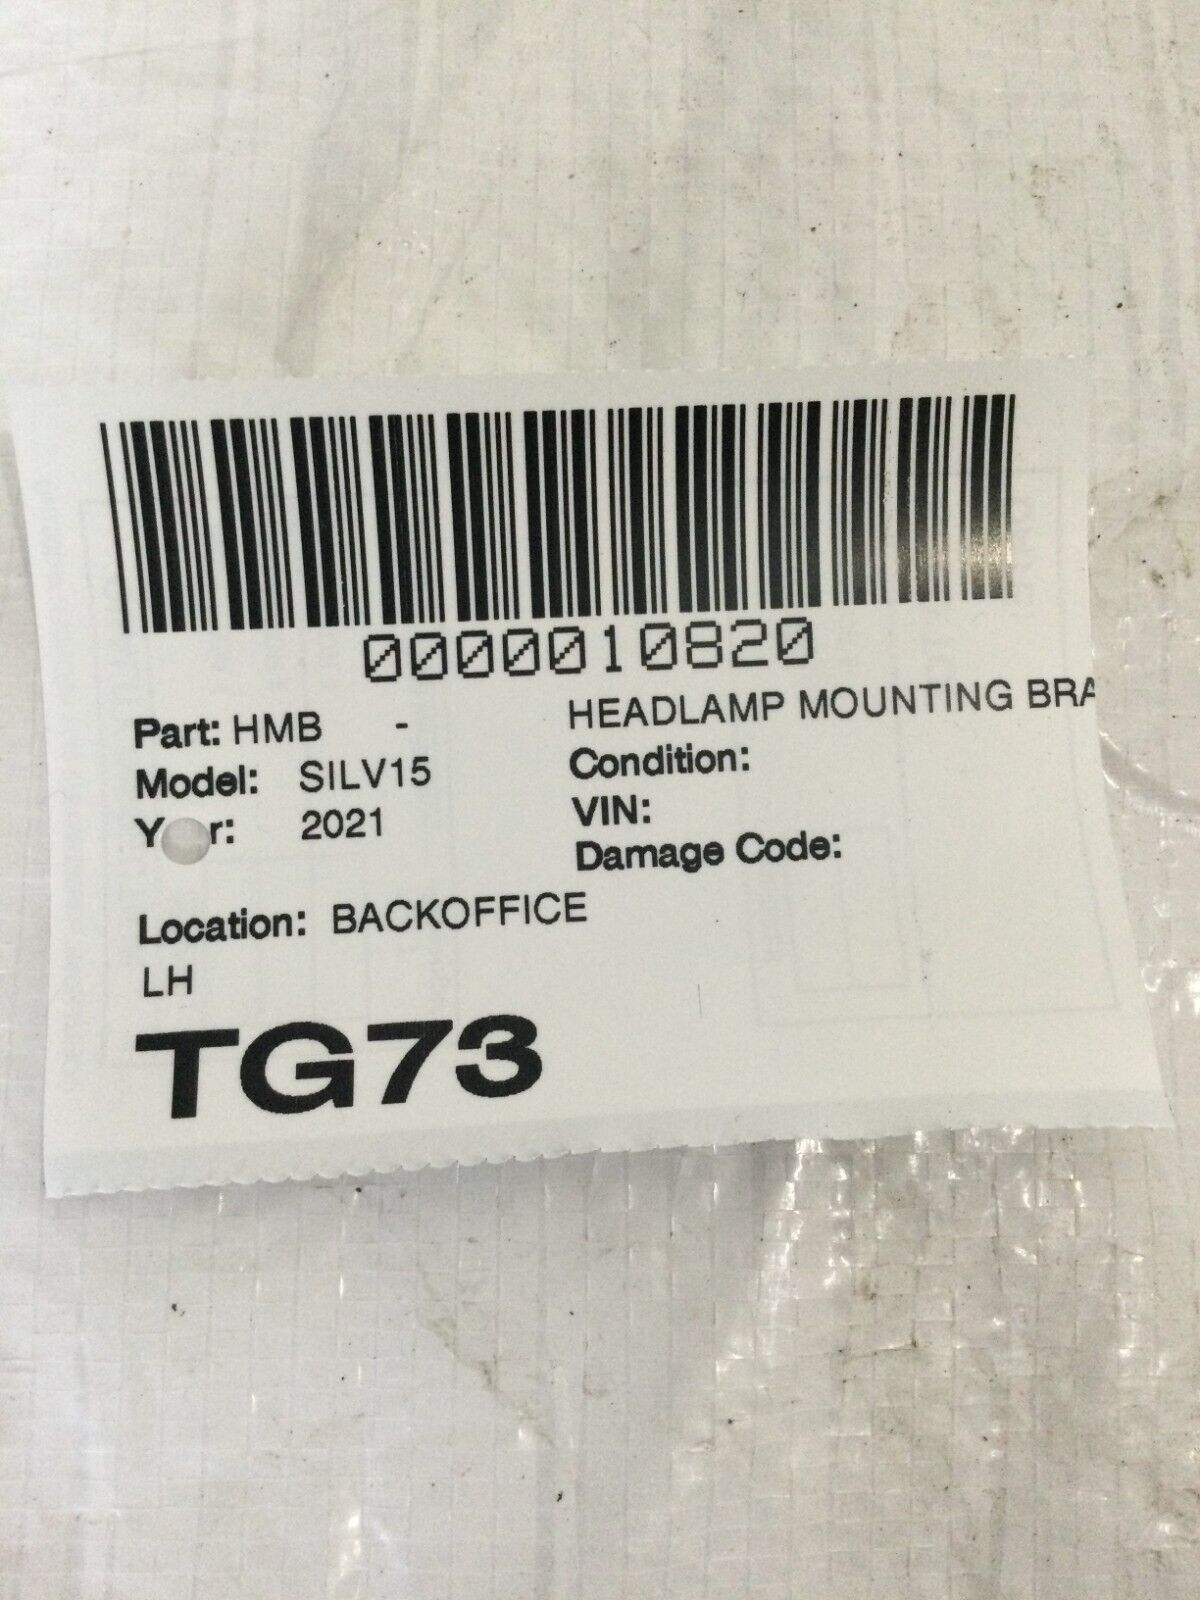 0000010820
Part: HMB - HEADLAMP MOUNTING BRA
Model: SILV15 Condition:
Y r: 2021 VIN:
Damage Code:
Location: BACKOFFICE
LH
TG73